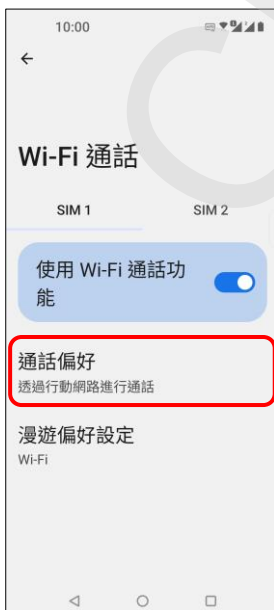 10:00
Wi-Fi 通話
SIM 1 SIM 2
使用 Wi-Fi 通話功
能
通話偏好
透過行動網路進行通話
漫遊偏好設定
Wi-Fi